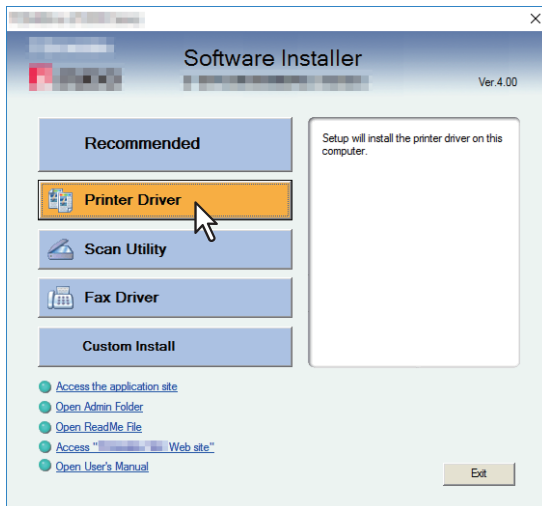 Software Installer
Ver.4.00
Recommended
Setup will install the printer driver on this
computer.
Printer Driver
Scan Utility
Fax Driver
Custom Install
Access the application site
Open Admin Folder
Open ReadMe File
Access " Web site"
Open User's Manual
Exit